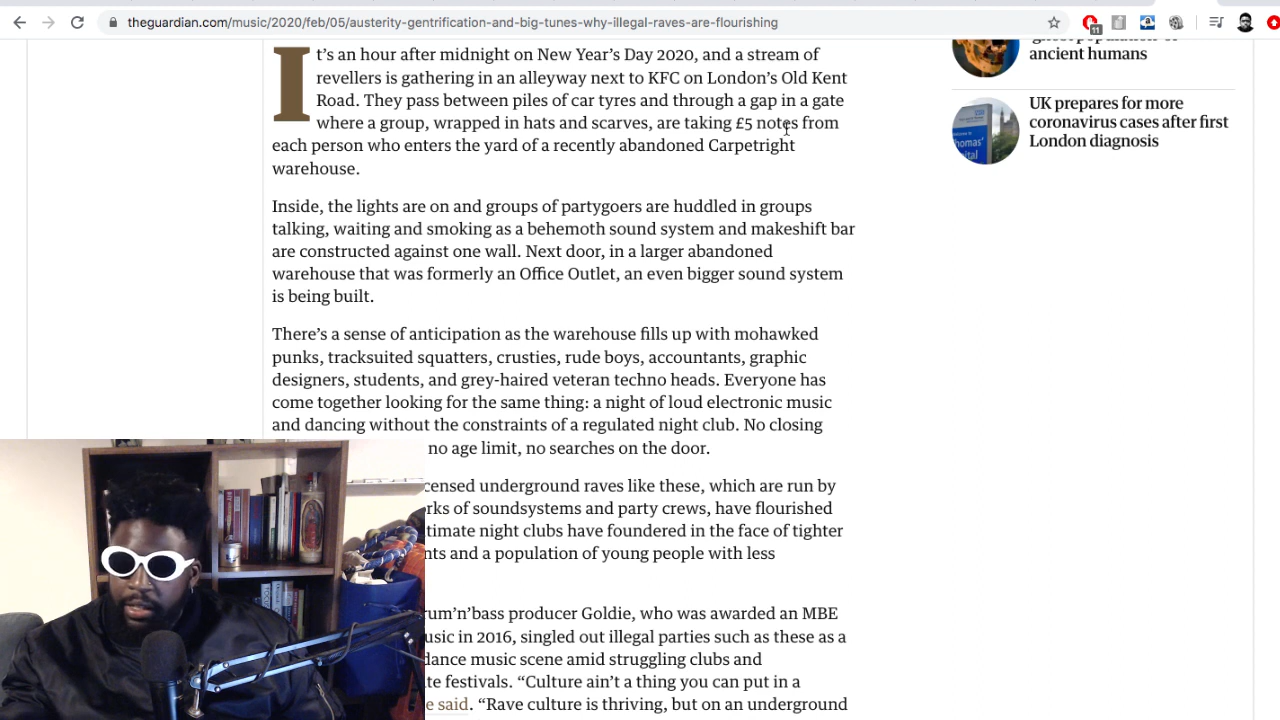 theguardian.com/music/2020/feb/05/austerity-gentrification-and-big-tunes-why-illegal-raves-are-flourishing
11
It's an hour after midnight on New Year's Day 2020, and a stream of
revellers is gathering in an alleyway next to KFC on London's Old Kent
Road. They pass between piles of car tyres and through a gap in a gate
where a group, wrapped in hats and scarves, are taking £5 notes from
each person who enters the yard of a recently abandoned Carpetright
warehouse.
Inside, the lights are on and groups of partygoers are huddled in groups
talking, waiting and smoking as a behemoth sound system and makeshift bar
are constructed against one wall. Next door, in a larger abandoned
warehouse that was formerly an Office Outlet, an even bigger sound system
is being built.
There's a sense of anticipation as the warehouse fills up with mohawked
punks, tracksuited squatters, crusties, rude boys, accountants, graphic
designers, students, and grey-haired veteran techno heads. Everyone has
come together looking for the same thing: a night of loud electronic music
and dancing without the constraints of a regulated night club. No closing
no age limit, no searches on the door.
censed underground raves like these, which are run by
rks of soundsystems and party crews, have flourished
timate night clubs have foundered in the face of tighter
nts and a population of young people with less
rum'n'bass producer Goldie, who was awarded an MBE
usic in 2016, singled out illegal parties such as these as a
dance music scene amid struggling clubs and
te festivals. “Culture ain't a thing you can put in a
e said. “Rave culture is thriving, but on an underground
ancient humans
UK prepares for more
coronavirus cases after first
London diagnosis